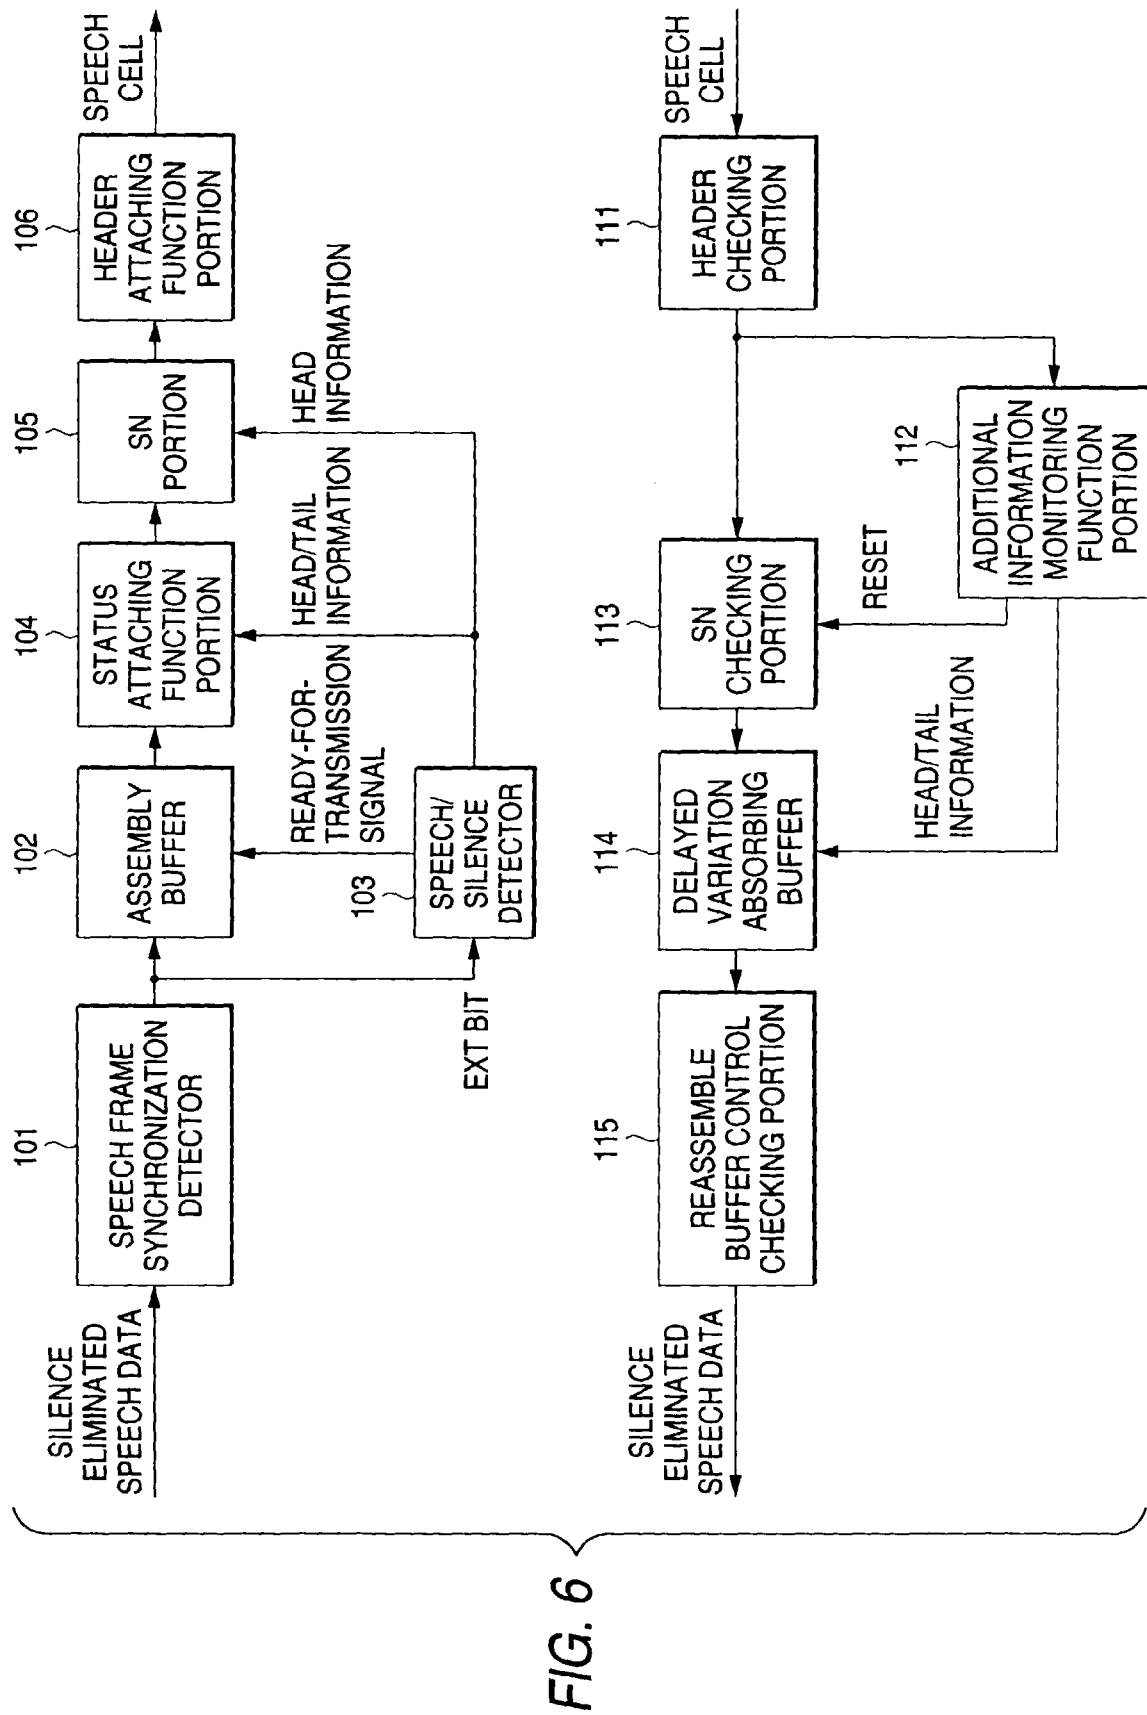 SILENCE
ELIMINATED
SPEECH DATA
101
SPEECH FRAME
SYNCHRONIZATION
DETECTOR
102
ASSEMBLY
BUFFER
104
STATUS
ATTACHING
FUNCTION
PORTION
105
SN
PORTION
106
HEADER
ATTACHING
FUNCTION
PORTION
SPEECH
CELL
EXT BIT
103
SPEECH/
SILENCE
DETECTOR
READY-FOR-
TRANSMISSION
SIGNAL
HEAD/TAIL
INFORMATION
HEAD
INFORMATION
SILENCE
ELIMINATED
SPEECH DATA
115
REASSEMBLE
BUFFER CONTROL
CHECKING PORTION
114
DELAYED
VARIATION
ABSORBING
BUFFER
113
SN
CHECKING
PORTION
111
HEADER
CHECKING
PORTION
SPEECH
CELL
HEAD/TAIL
INFORMATION
RESET
112
ADDITIONAL
INFORMATION
MONITORING
FUNCTION
PORTION
FIG. 6